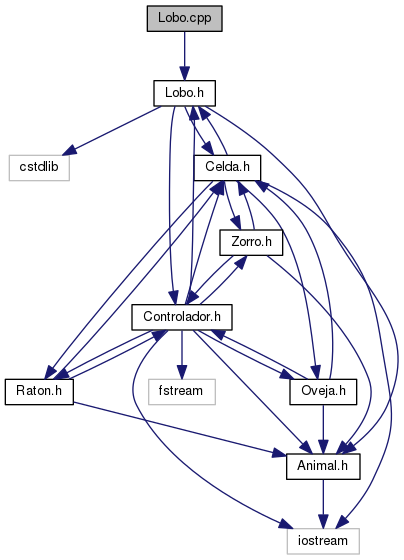 Lobo.cpp
Lobo.h
cstdlib
Celda.h
Zorro.h
Controlador.h
Raton.h
fstream
Oveja.h
Animal.h
iostream